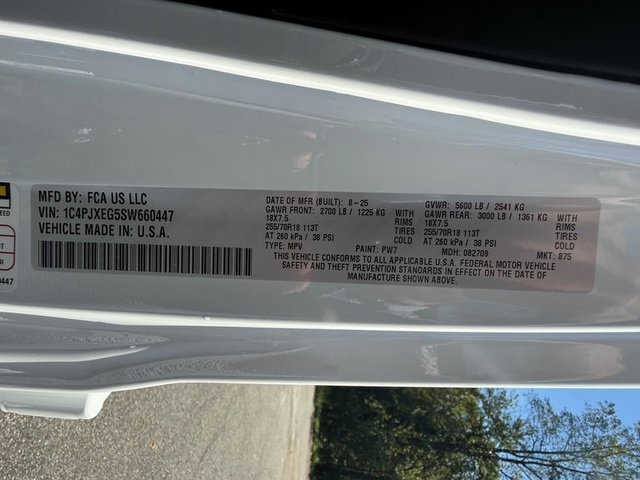 MFD BY: FCA US LLC
VIN: 1C4PJXEG5SW660447
VEHICLE MADE IN: U.S.A.
DATE OF MFR (BUILT): 8-25
GAWR FRONT: 2700 LB / 1225 KG WITH
18X7.5 RIMS
255/70R18 113T TIRES
AT 260 kPa / 38 PSI COLD
GVWR: 5600 LB / 2541 KG
GAWR REAR: 3000 LB / 1361 KG WITH
18X7.5 RIMS
255/70R18 113T TIRES
AT 260 kPa / 38 PSI COLD
TYPE: MPV PAINT: PW7 MDH: 082709 MKT: 875
THIS VEHICLE CONFORMS TO ALL APPLICABLE U.S.A. FEDERAL MOTOR VEHICLE
SAFETY AND THEFT PREVENTION STANDARDS IN EFFECT ON THE DATE OF
MANUFACTURE SHOWN ABOVE.
0447